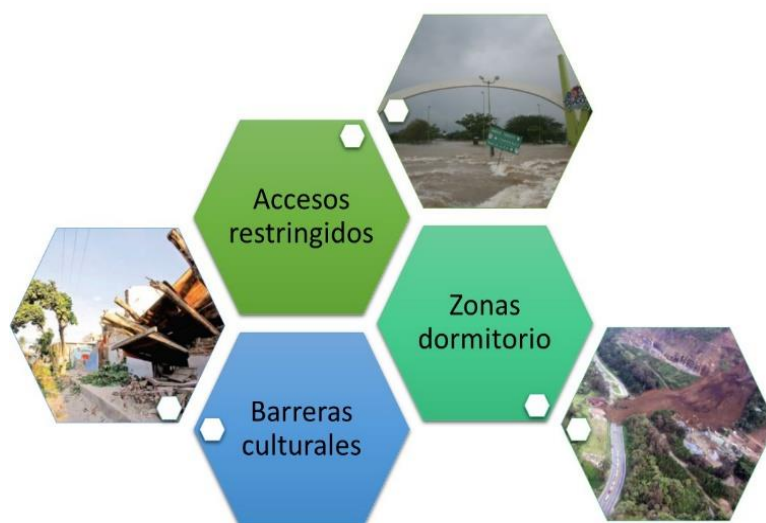 Accesos
restringidos
Zonas
dormitorio
Barreras
culturales